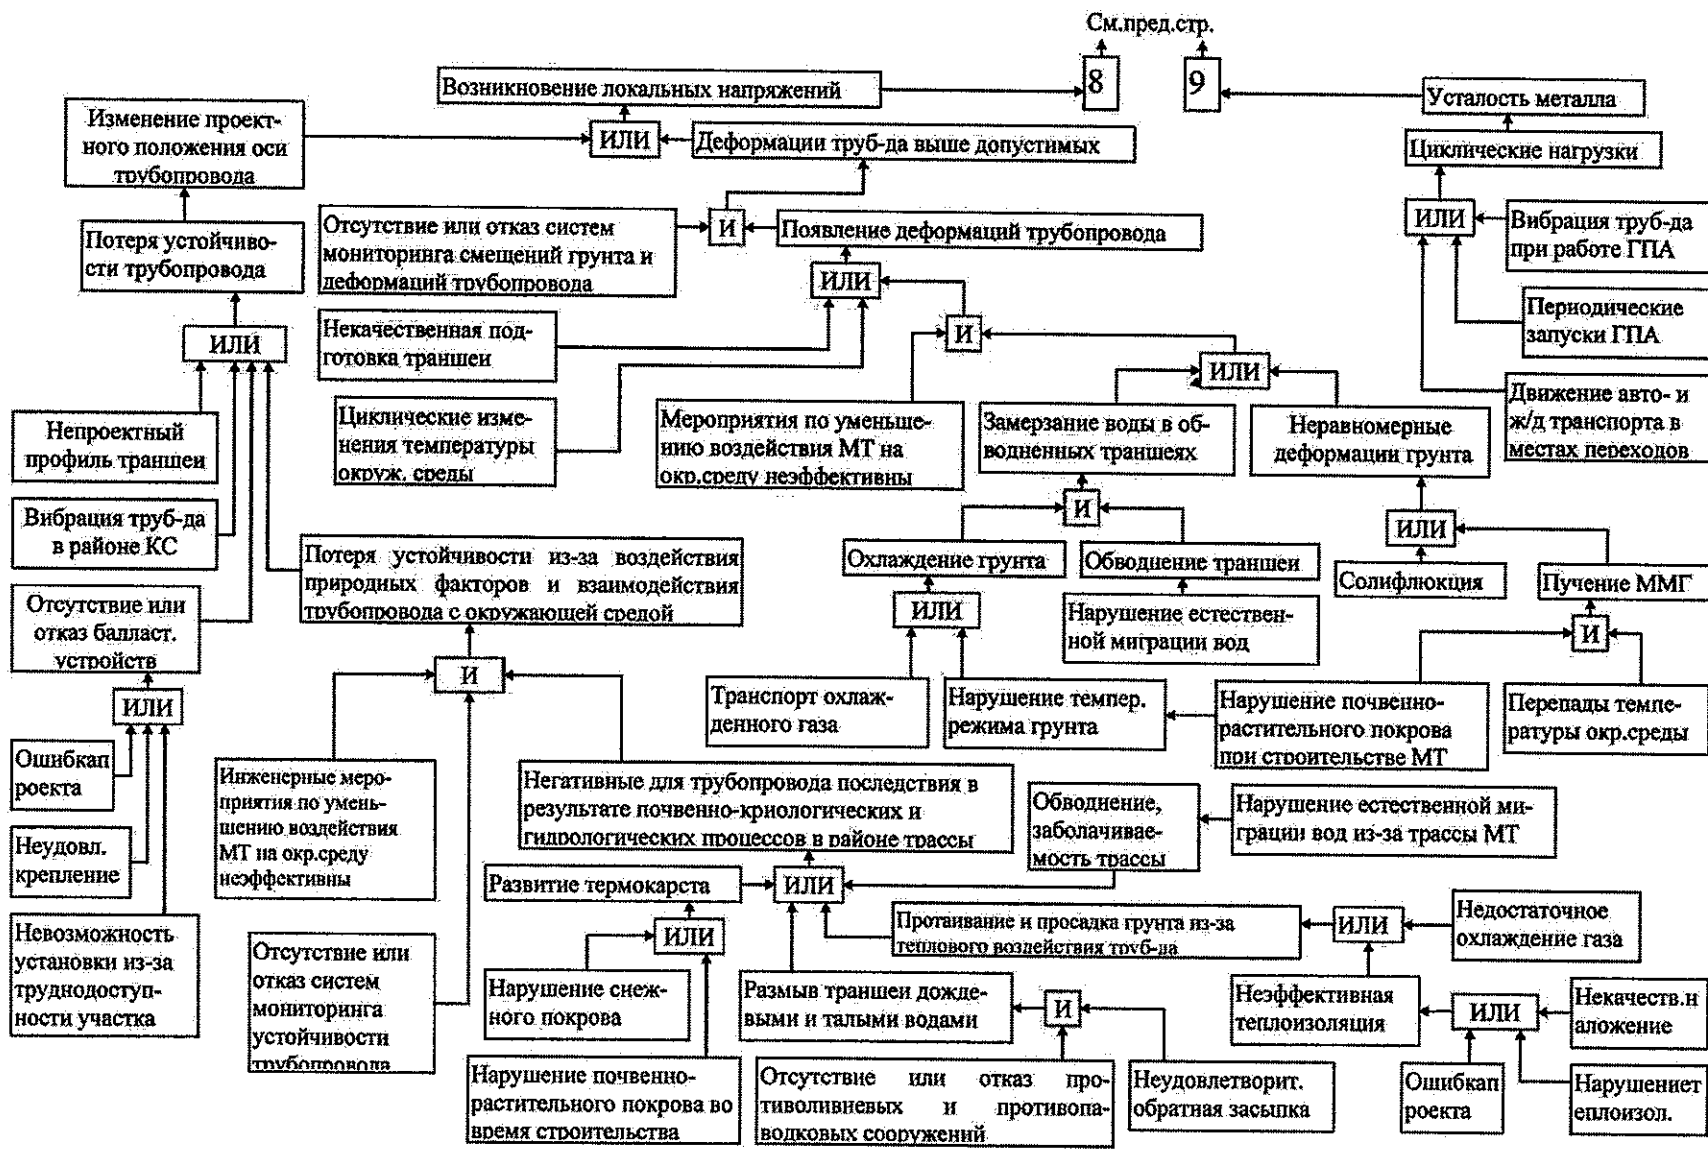 См.пред.стр.
8
9
Возникновение локальных напряжений
Усталость металла
Изменение проект-
ного положения оси
трубопровода
ИЛИ
Деформации труб-да выше допустимых
Циклические нагрузки
Потеря устойчиво-
сти трубопровода
Отсутствие или отказ систем
мониторинга смещений грунта и
деформаций трубопровода
И
Появление деформаций трубопровода
ИЛИ
Вибрация труб-да
при работе ГПА
ИЛИ
Периодические
запуски ГПА
ИЛИ
Некачественная под-
готовка траншеи
И
ИЛИ
Движение авто- и
ж/д транспорта в
местах переходов
Непроектный
профиль траншеи
Циклические изме-
нения температуры
окруж. среды
Мероприятия по уменьше-
нию воздействия МТ на
окр.среду неэффективны
Замерзание воды в об-
водненных траншеях
Неравномерные
деформации грунта
Вибрация труб-да
в районе КС
И
ИЛИ
Потеря устойчивости из-за воздействия
природных факторов и взаимодействия
трубопровода с окружающей средой
Охлаждение грунта
Обводнение траншеи
Солифлюкция
Пучение ММГ
Отсутствие или
отказ балласт.
устройств
ИЛИ
Нарушение естествен-
ной миграции вод
И
И
ИЛИ
Транспорт охлаж-
денного газа
Нарушение темпер.
режима грунта
Нарушение почвенно-
растительного покрова
при строительстве МТ
Перепады темпе-
ратуры окр.среды
Ошибкап
роекта
Инженерные меро-
приятия по умень-
шению воздействия
МТ на окр.среду
неэффективны
Негативные для трубопровода последствия в
результате почвенно-криологических и
гидрологических процессов в районе трассы
Обводнение,
заболачивае-
мость трассы
Нарушение естественной ми-
грации вод из-за трассы МТ
Неудовл.
крепление
Развитие термокарста
ИЛИ
Невозможность
установки из-за
труднодоступ-
ности участка
Отсутствие или
отказ систем
мониторинга
устойчивости
трубопровода
ИЛИ
Протаивание и просадка грунта из-за
теплового воздействия труб-да
ИЛИ
Недостаточное
охлаждение газа
Нарушение снеж-
ного покрова
Размыв траншеи дожде-
выми и талыми водами
И
Неэффективная
теплоизоляция
ИЛИ
Некачеств.н
аложение
Нарушение почвенно-
растительного покрова во
время строительства
Отсутствие или отказ про-
тиволивневых и противопа-
водковых сооружений
Неудовлетворит.
обратная засыпка
Ошибкап
роекта
Нарушениет
еплоизол.